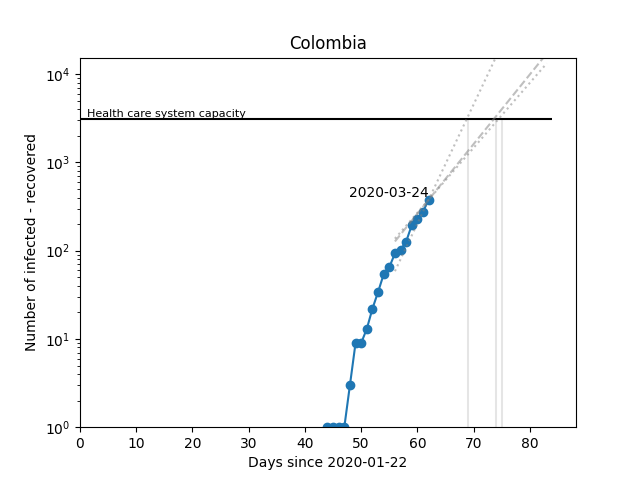 Colombia
Number of infected - recovered
10^4
10^3
10^2
10^1
10^0
Health care system capacity
2020-03-24
0 10 20 30 40 50 60 70 80
Days since 2020-01-22